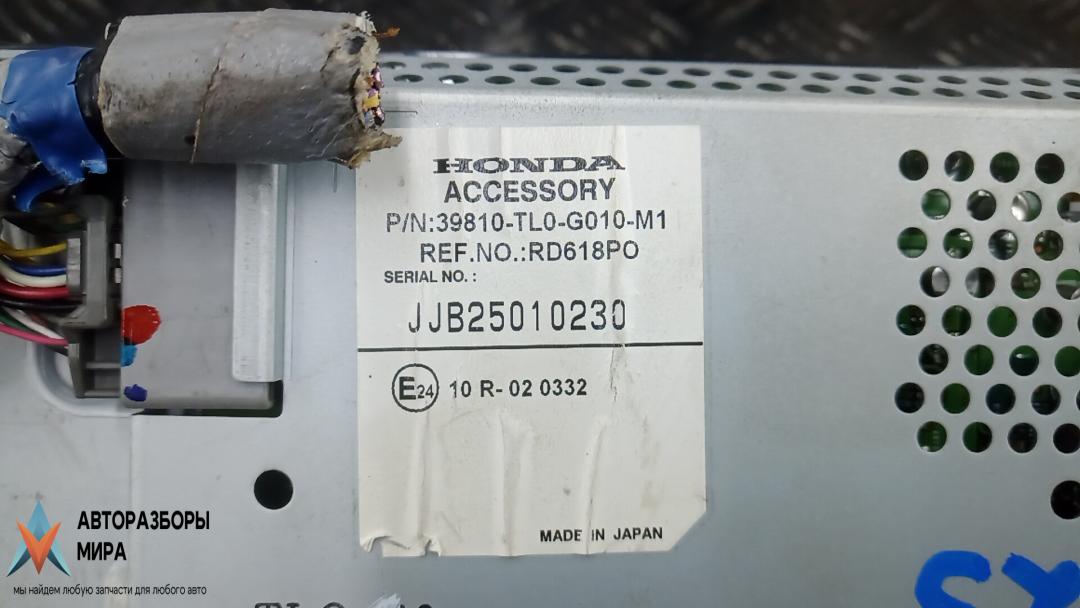 HONDA
ACCESSORY
P/N:39810-TL0-G010-M1
REF.NO.:RD618PO
SERIAL NO. :
JJB25010230
E24 10 R- 02 0332
MADE IN JAPAN
АВТОРАЗБОРЫ
МИРА
мы найдем любую запчасти для любого авто